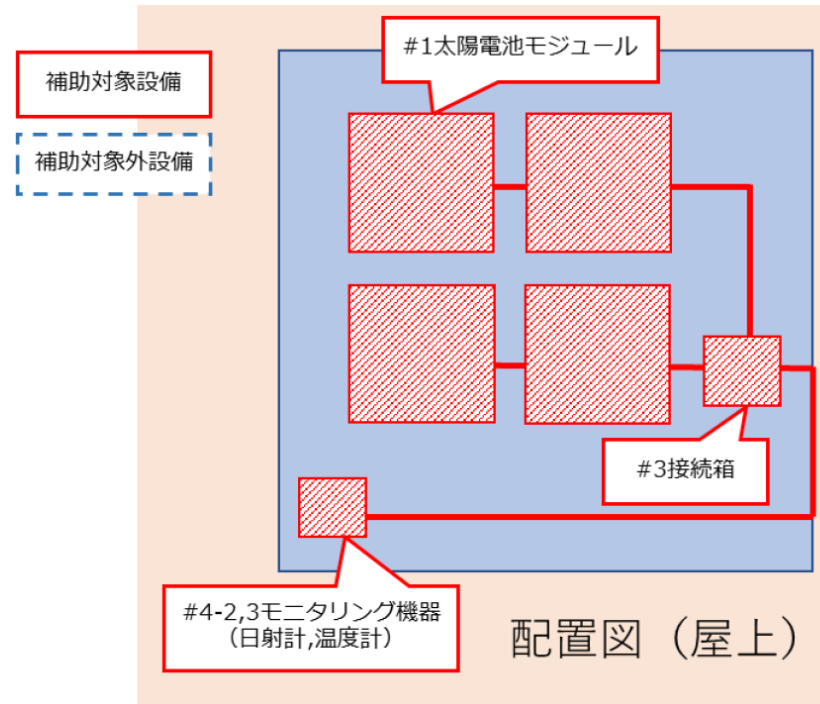 #1太陽電池モジュール
補助対象設備
補助対象外設備
#3接続箱
#4-2,3モニタリング機器
（日射計,温度計）
配置図（屋上）